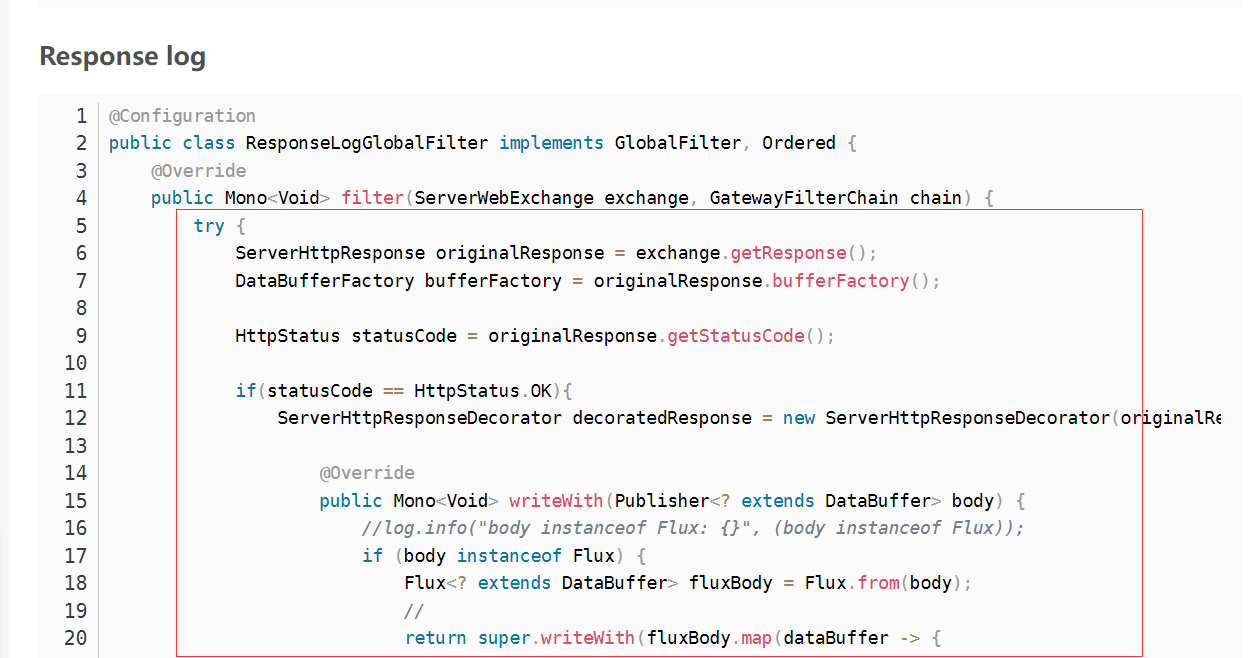 Response log
1 @Configuration
2 public class ResponseLogGlobalFilter implements GlobalFilter, Ordered {
3 @Override
4 public Mono<Void> filter(ServerWebExchange exchange, GatewayFilterChain chain) {
5 try {
6 ServerHttpResponse originalResponse = exchange.getResponse();
7 DataBufferFactory bufferFactory = originalResponse.bufferFactory();
8
9 HttpStatus statusCode = originalResponse.getStatusCode();
10
11 if(statusCode == HttpStatus.OK){
12 ServerHttpResponseDecorator decoratedResponse = new ServerHttpResponseDecorator(
13
14 @Override
15 public Mono<Void> writeWith(Publisher<? extends DataBuffer> body) {
16 //log.info("body instanceof Flux: {}", (body instanceof Flux));
17 if (body instanceof Flux) {
18 Flux<? extends DataBuffer> fluxBody = Flux.from(body);
19 //
20 return super.writeWith(fluxBody.map(dataBuffer -> {